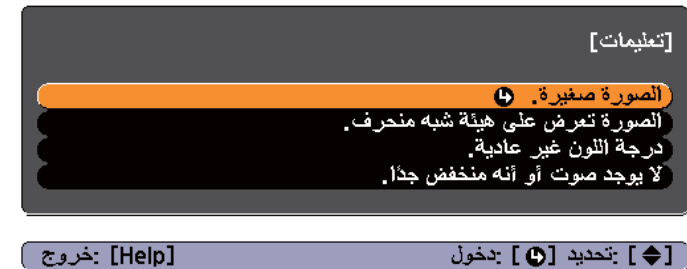 [تعليمات]
الصورة صغيرة.
الصورة تعرض على هيئة شبه منحرف.
درجة اللون غير عادية.
لا يوجد صوت أو أنه منخفض جدًا.
[◆] :تحديد [↵] :دخول [Help] :خروج